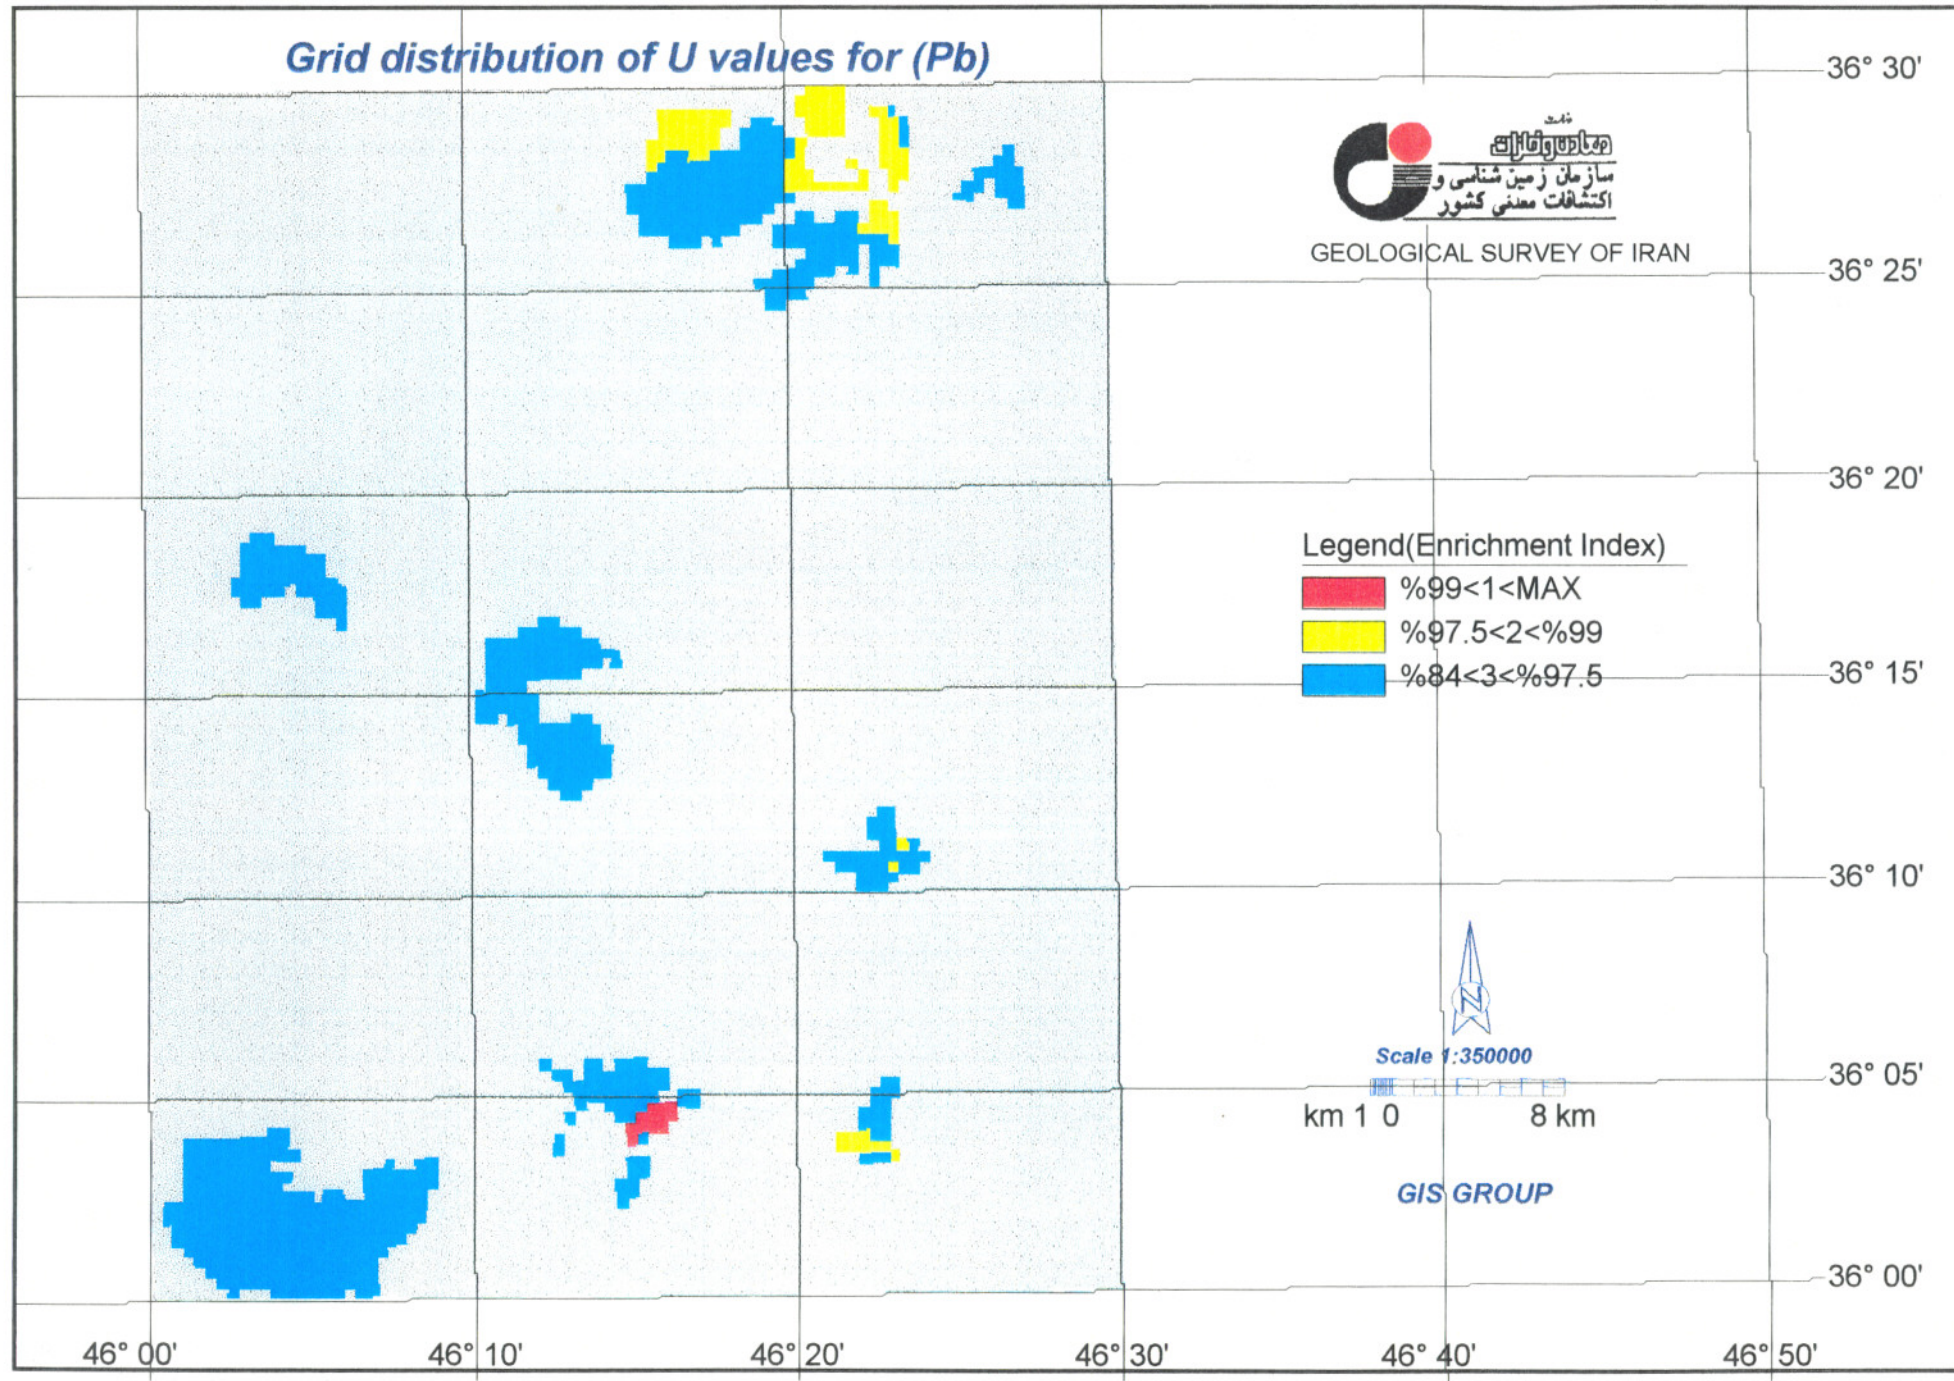 Grid distribution of U values for (Pb)
36° 30'
وزارت
معادن و فلزات
سازمان زمین شناسی و
اکتشافات معدنی کشور
GEOLOGICAL SURVEY OF IRAN
36° 25'
36° 20'
Legend(Enrichment Index)
%99<1<MAX
%97.5<2<%99
%84<3<%97.5
36° 15'
36° 10'
N
Scale 1:350000
36° 05'
km 1 0 8 km
GIS GROUP
36° 00'
46° 00' 46° 10' 46° 20' 46° 30' 46° 40' 46° 50'